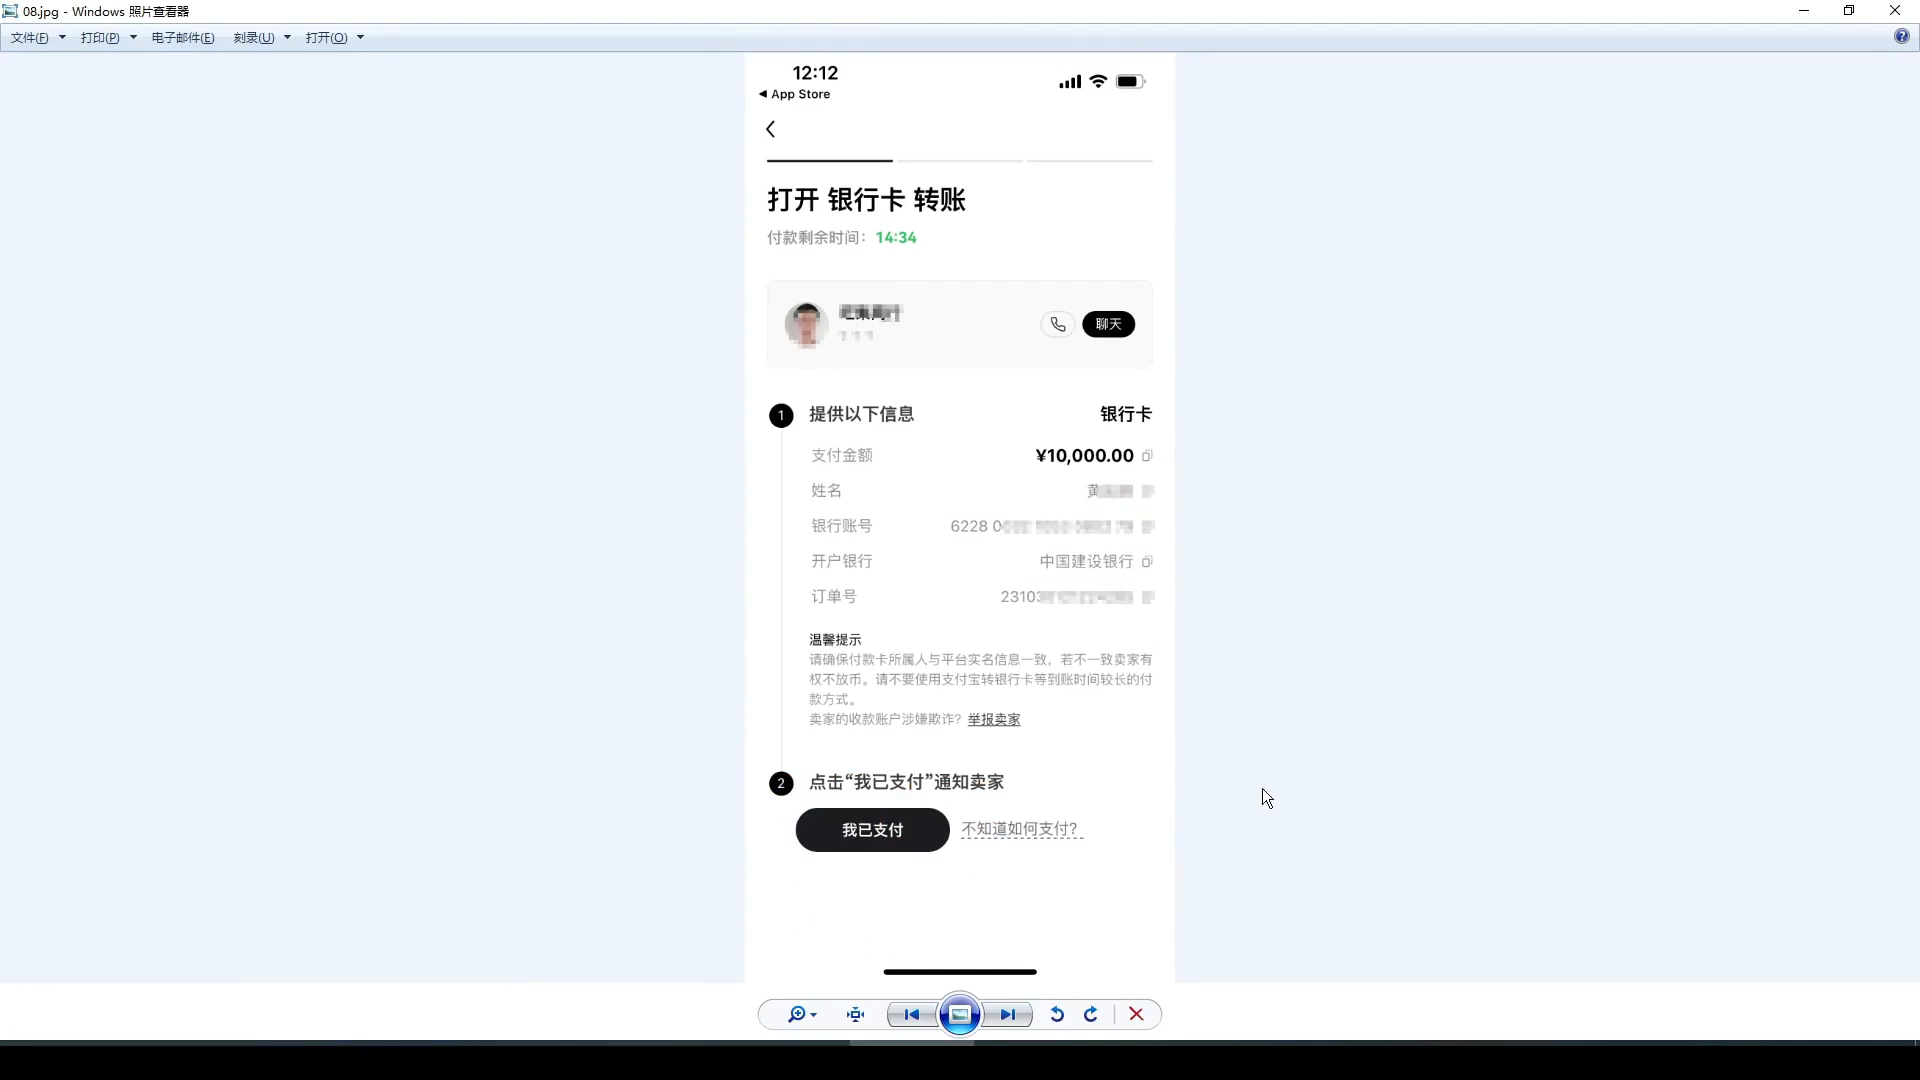 08.jpg - Windows 照片查看器
文件(F) 打印(P) 电子邮件(E) 刻录(U) 打开(O)
12:12
App Store
打开 银行卡 转账
付款剩余时间： 14:34
聊天
1 提供以下信息 银行卡
支付金额 ¥10,000.00
姓名 黄
银行账号 6228 0
开户银行 中国建设银行
订单号 2310
温馨提示
请确保付款卡所属人与平台实名信息一致，若不一致卖家有
权不放币。请不要使用支付宝转银行卡等到账时间较长的付
款方式。
卖家的收款账户涉嫌欺诈？ 举报卖家
2 点击“我已支付”通知卖家
我已支付 不知道如何支付？